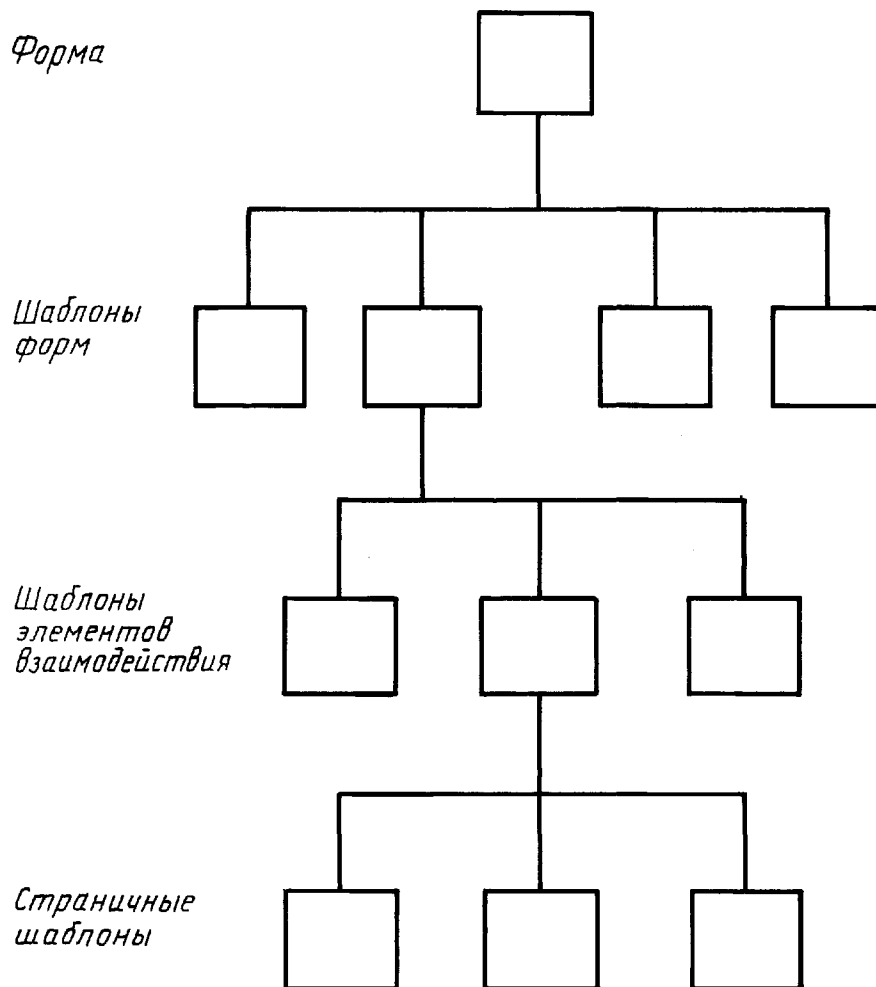 Форма
Шаблоны
форм
Шаблоны
элементов
взаимодействия
Страничные
шаблоны